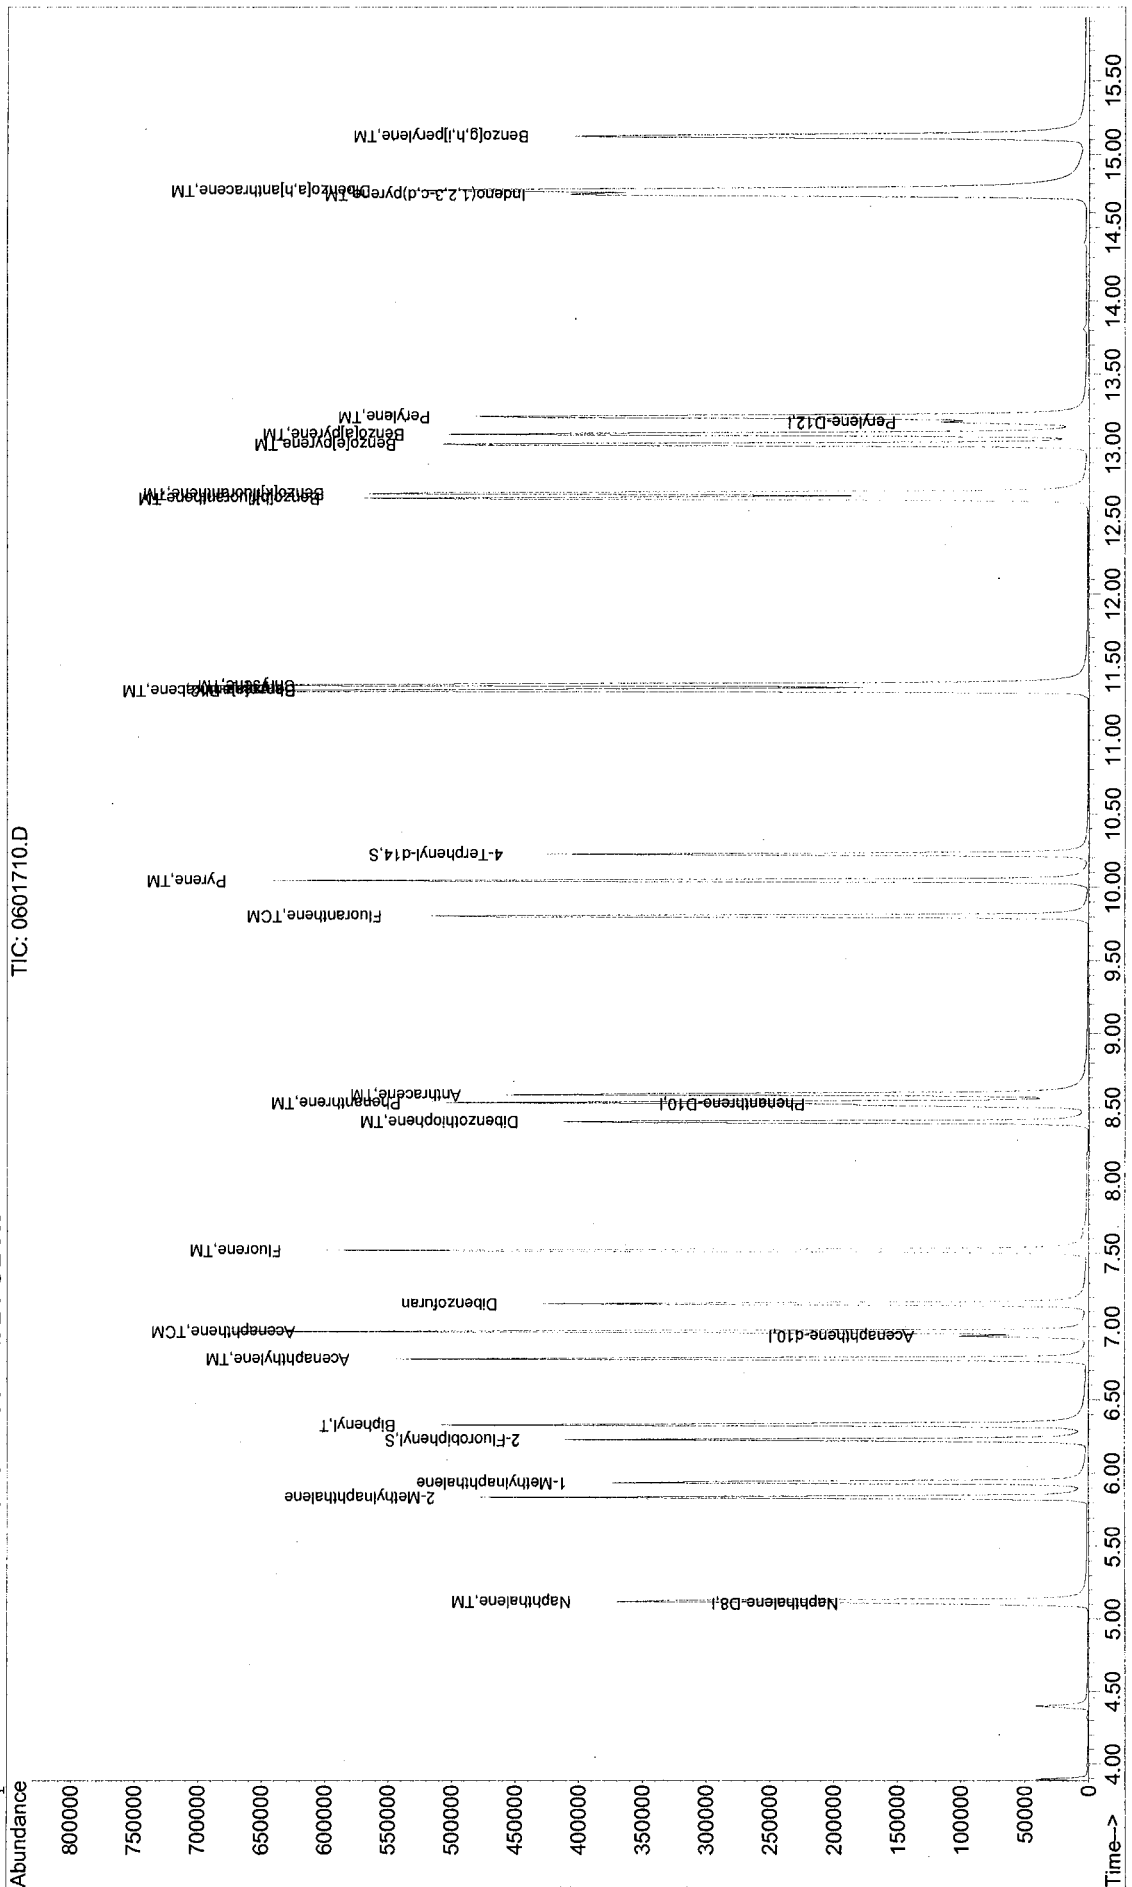 TIC: 0601710.D
Abundance
800000
750000
700000
650000
600000
550000
500000
450000
400000
350000
300000
250000
200000
150000
100000
50000
0
Time-->
4.00
4.50
5.00
5.50
6.00
6.50
7.00
7.50
8.00
8.50
9.00
9.50
10.00
10.50
11.00
11.50
12.00
12.50
13.00
13.50
14.00
14.50
15.00
15.50
Naphthalene,TM
Naphthalene-D8,I
2-Methylnaphthalene
1-Methylnaphthalene
2-Fluorobiphenyl,S
Biphenyl,T
Acenaphthylene,TM
Acenaphthene-d10,I
Acenaphthene,TCM
Dibenzofuran
Fluorene,TM
Dibenzothiophene,TM
Phenanthrene-D10,I
Phenanthrene,TM
Anthracene,TM
Fluoranthene,TCM
Pyrene,TM
4-Terphenyl-d14,S
Chrysene,TM
Benzo[k]fluoranthene,TM
Benzo[e]pyrene,TM
Benzo[a]pyrene,TM
Perylene-D12,I
Perylene,TM
Indeno(1,2,3-c,d)pyrene,TM
Dibenzo[a,h]anthracene,TM
Benzo[g,h,i]perylene,TM